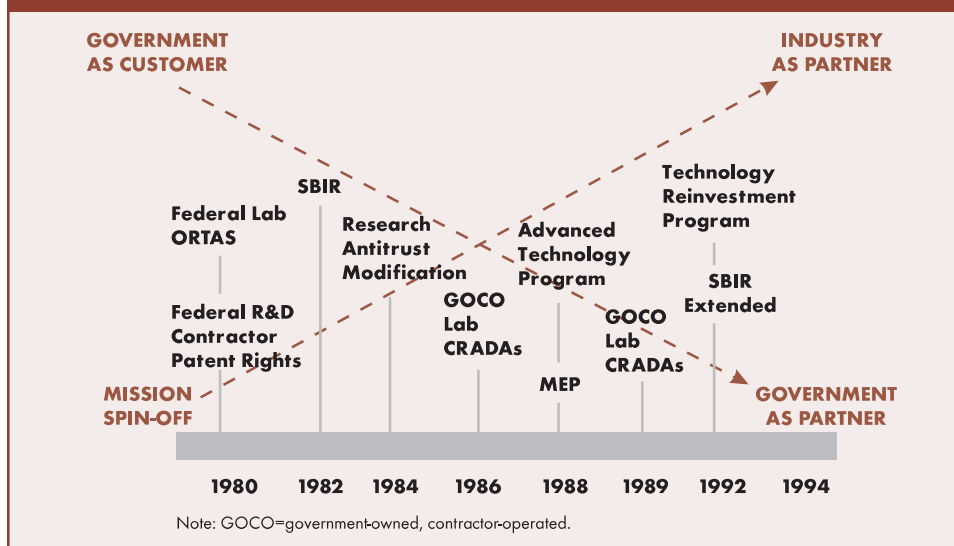 GOVERNMENT
AS CUSTOMER
INDUSTRY
AS PARTNER
Federal Lab
ORTAS
Federal R&D
Contractor
Patent Rights
SBIR
Research
Antitrust
Modification
GOCO
Lab
CRADAs
Advanced
Technology
Program
MEP
GOCO
Lab
CRADAs
Technology
Reinvestment
Program
SBIR
Extended
MISSION
SPIN-OFF
GOVERNMENT
AS PARTNER
1980 1982 1984 1986 1988 1989 1992 1994
Note: GOCO=government-owned, contractor-operated.